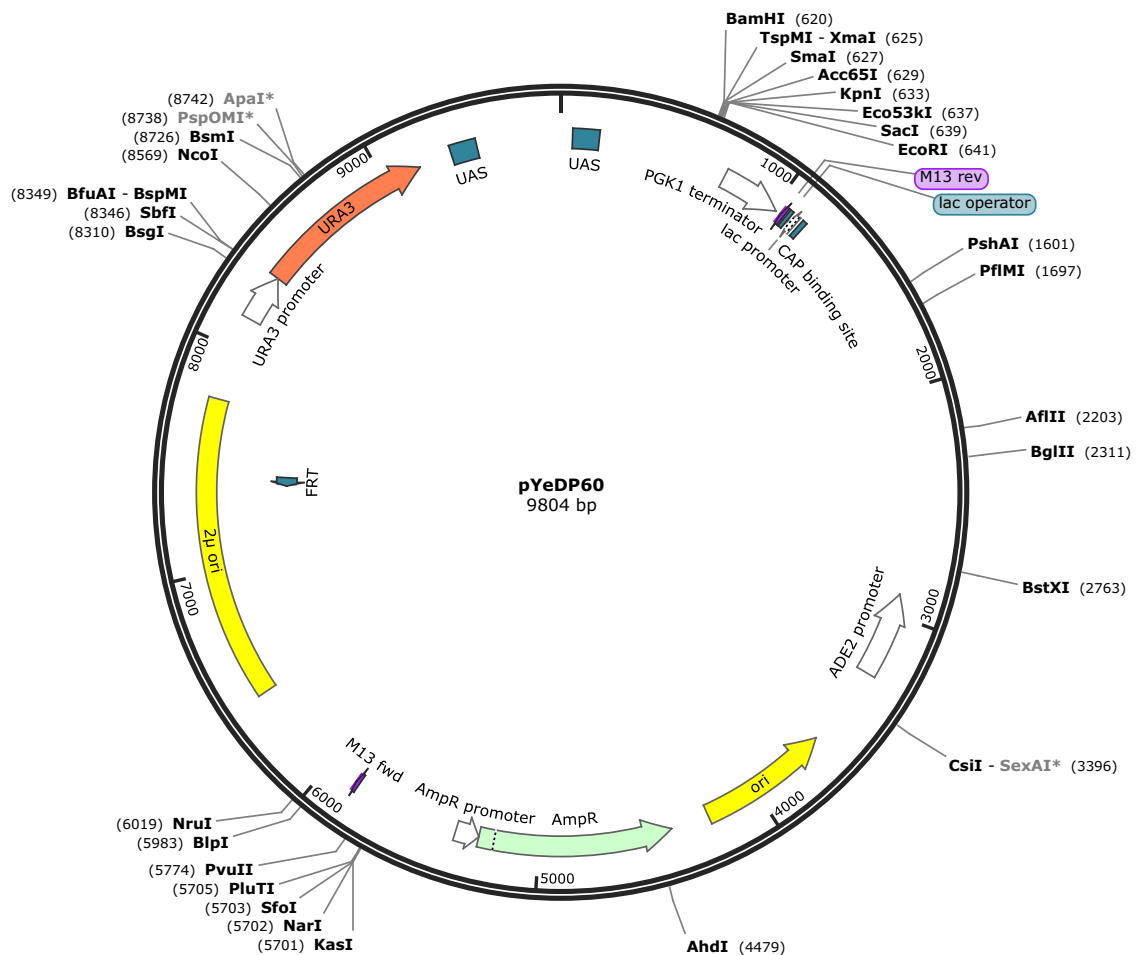 BamHI (620)
TspMI - XmaI (625)
SmaI (627)
Acc65I (629)
KpnI (633)
Eco53kI (637)
SacI (639)
EcoRI (641)
M13 rev
lac operator
PshAI (1601)
PflMI (1697)
AflII (2203)
BglII (2311)
BstXI (2763)
CsiI - SexAI* (3396)
AhdI (4479)
(8742) ApaI*
(8738) PspOMI*
(8726) BsmI
(8569) NcoI
(8349) BfuAI - BspMI
(8346) SbfI
(8310) BsgI
(6019) NruI
(5983) BlpI
(5774) PvuII
(5705) PluTI
(5703) SfoI
(5702) NarI
(5701) KasI
UAS
UAS
PGK1 terminator
lac promoter
CAP binding site
URA3
URA3 promoter
FRT
2μ ori
pYeDP60
9804 bp
ADE2 promoter
ori
M13 fwd
AmpR promoter
AmpR
1000
2000
3000
4000
5000
6000
7000
8000
9000